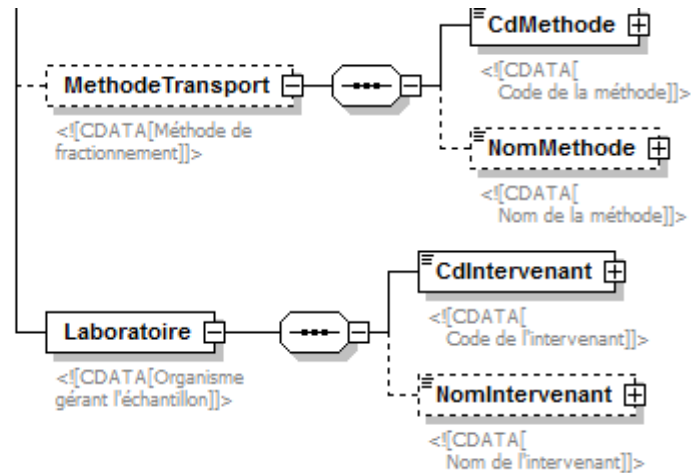 CdMethode
<![CDATA[
Code de la méthode]]>
MethodeTransport
<![CDATA[Méthode de
fractionnement]]>
NomMethode
<![CDATA[
Nom de la méthode]]>
CdIntervenant
<![CDATA[
Code de l'intervenant]]>
Laboratoire
<![CDATA[Organisme
gérant l'échantillon]]>
NomIntervenant
<![CDATA[
Nom de l'intervenant]]>